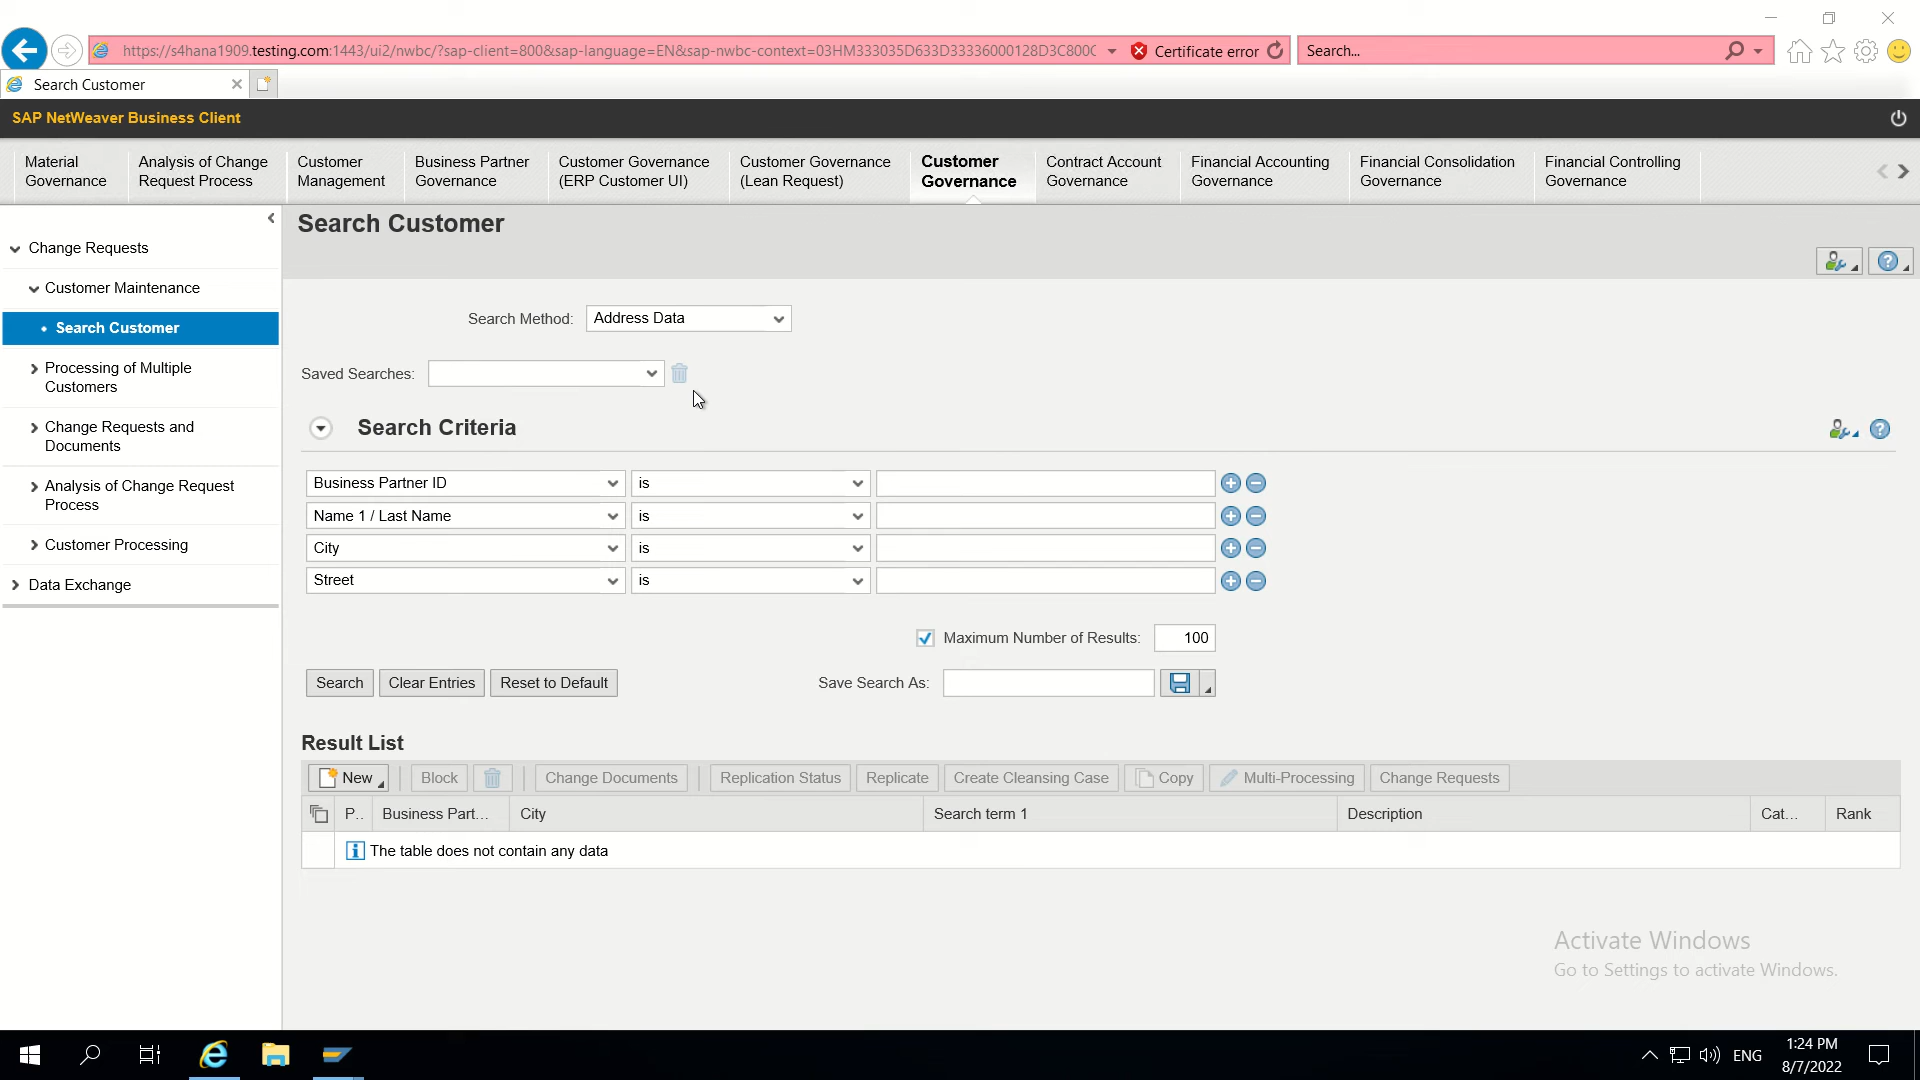 https://s4hana1909.testing.com:1443/ui2/nwbc/?sap-client=800&sap-language=EN&sap-nwbc-context=03HM333035D633D33336000128D3C800C
Certificate error
Search...
Search Customer
SAP NetWeaver Business Client
Material Governance
Analysis of Change Request Process
Customer Management
Business Partner Governance
Customer Governance (ERP Customer UI)
Customer Governance (Lean Request)
Customer Governance
Contract Account Governance
Financial Accounting Governance
Financial Consolidation Governance
Financial Controlling Governance
Change Requests
Customer Maintenance
Search Customer
Processing of Multiple
Customers
Change Requests and
Documents
Analysis of Change Request
Process
Customer Processing
Data Exchange
Search Customer
Search Method: Address Data
Saved Searches:
Search Criteria
Business Partner ID is
Name 1 / Last Name is
City is
Street is
Maximum Number of Results: 100
Search Clear Entries Reset to Default Save Search As:
Result List
New Block Change Documents Replication Status Replicate Create Cleansing Case Copy Multi-Processing Change Requests
P.. Business Part... City Search term 1 Description Cat... Rank
The table does not contain any data
Activate Windows
Go to Settings to activate Windows.
ENG
1:24 PM
8/7/2022